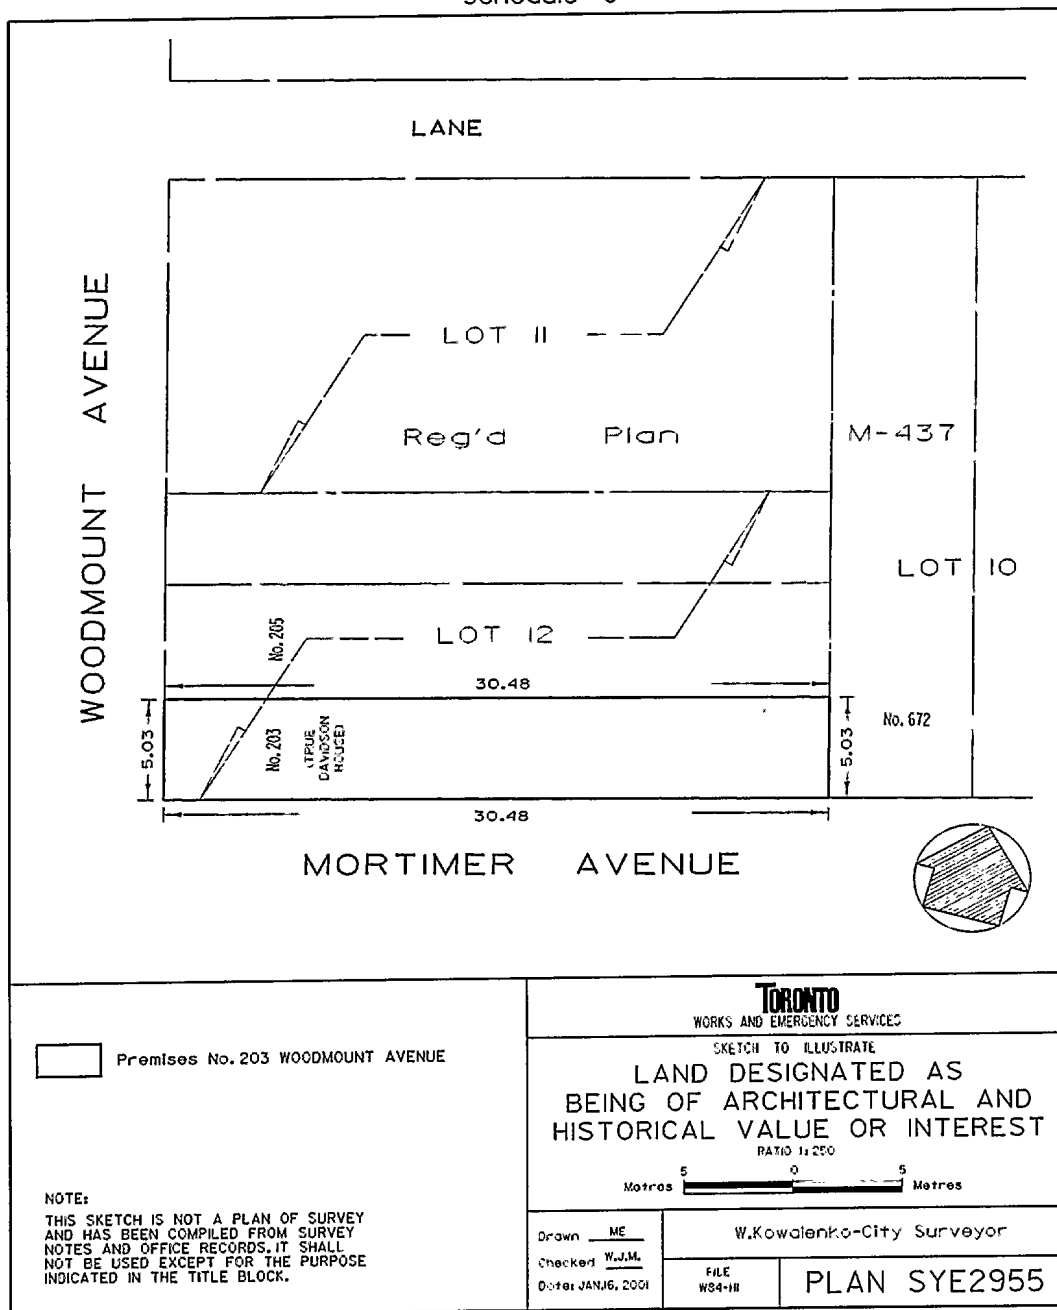 LANE
WOODMOUNT AVENUE
LOT 11
Reg'd Plan
M-437
LOT 10
No. 205
LOT 12
30.48
5.03
No. 203
(TRUE
DAVIDSON
HOUSE)
5.03
No. 672
30.48
MORTIMER AVENUE
Premises No. 203 WOODMOUNT AVENUE
NOTE:
THIS SKETCH IS NOT A PLAN OF SURVEY
AND HAS BEEN COMPILED FROM SURVEY
NOTES AND OFFICE RECORDS. IT SHALL
NOT BE USED EXCEPT FOR THE PURPOSE
INDICATED IN THE TITLE BLOCK.
TORONTO
WORKS AND EMERGENCY SERVICES
SKETCH TO ILLUSTRATE
LAND DESIGNATED AS
BEING OF ARCHITECTURAL AND
HISTORICAL VALUE OR INTEREST
RATIO 1:250
5 0 5
Metres Metres
Drawn ME
Checked W.J.M.
Date: JAN.16, 2001
W.Kowalenko-City Surveyor
FILE
PLAN SYE2955